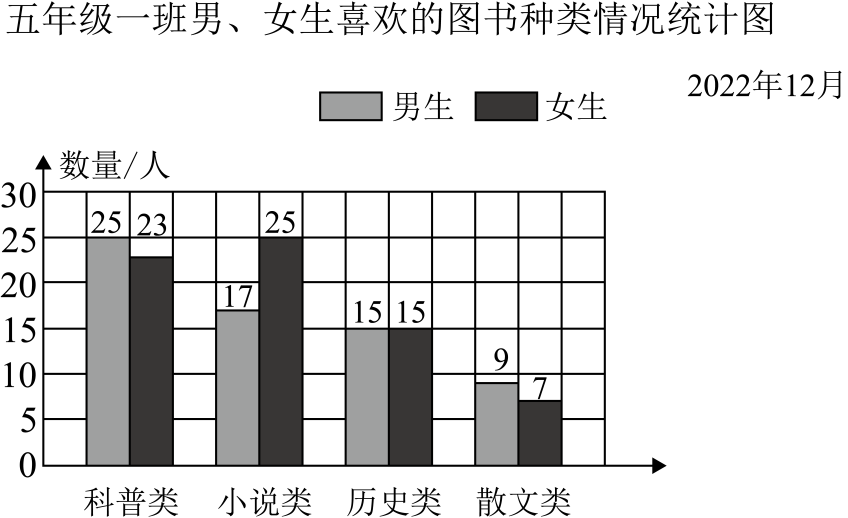 五年级一班男、女生喜欢的图书种类情况统计图
2022年12月
男生 女生
数量/人
30
25
20
15
10
5
0
25 23 17 25 15 15 9 7
科普类 小说类 历史类 散文类